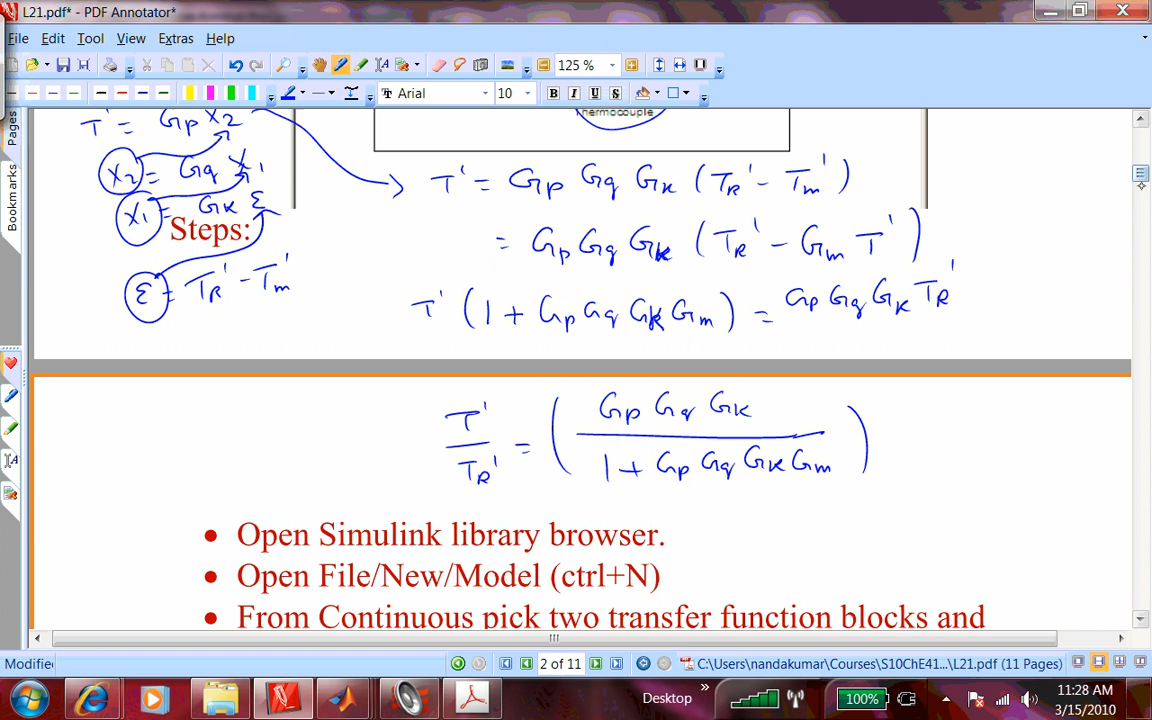 L21.pdf* - PDF Annotator*
File Edit Tool View Extras Help
125 %
Arial 10 B I U S
Pages
Bookmarks
Thermocouple
T' = Gp X2
X2 = Gq X1
X1 = GK ε
Steps:
ε = TR' - Tm'
T' = Gp Gq GK (TR' - Tm')
= Gp Gq GK (TR' - Gm T')
T' (1 + Gp Gq GK Gm) = Gp Gq GK TR'
T' / TR' = ( Gp Gq GK / 1 + Gp Gq GK Gm )
• Open Simulink library browser.
• Open File/New/Model (ctrl+N)
• From Continuous pick two transfer function blocks and
Modified
2 of 11
C:\Users\nandakumar\Courses\S10ChE41...\L21.pdf (11 Pages)
Desktop »
100%
11:28 AM
3/15/2010